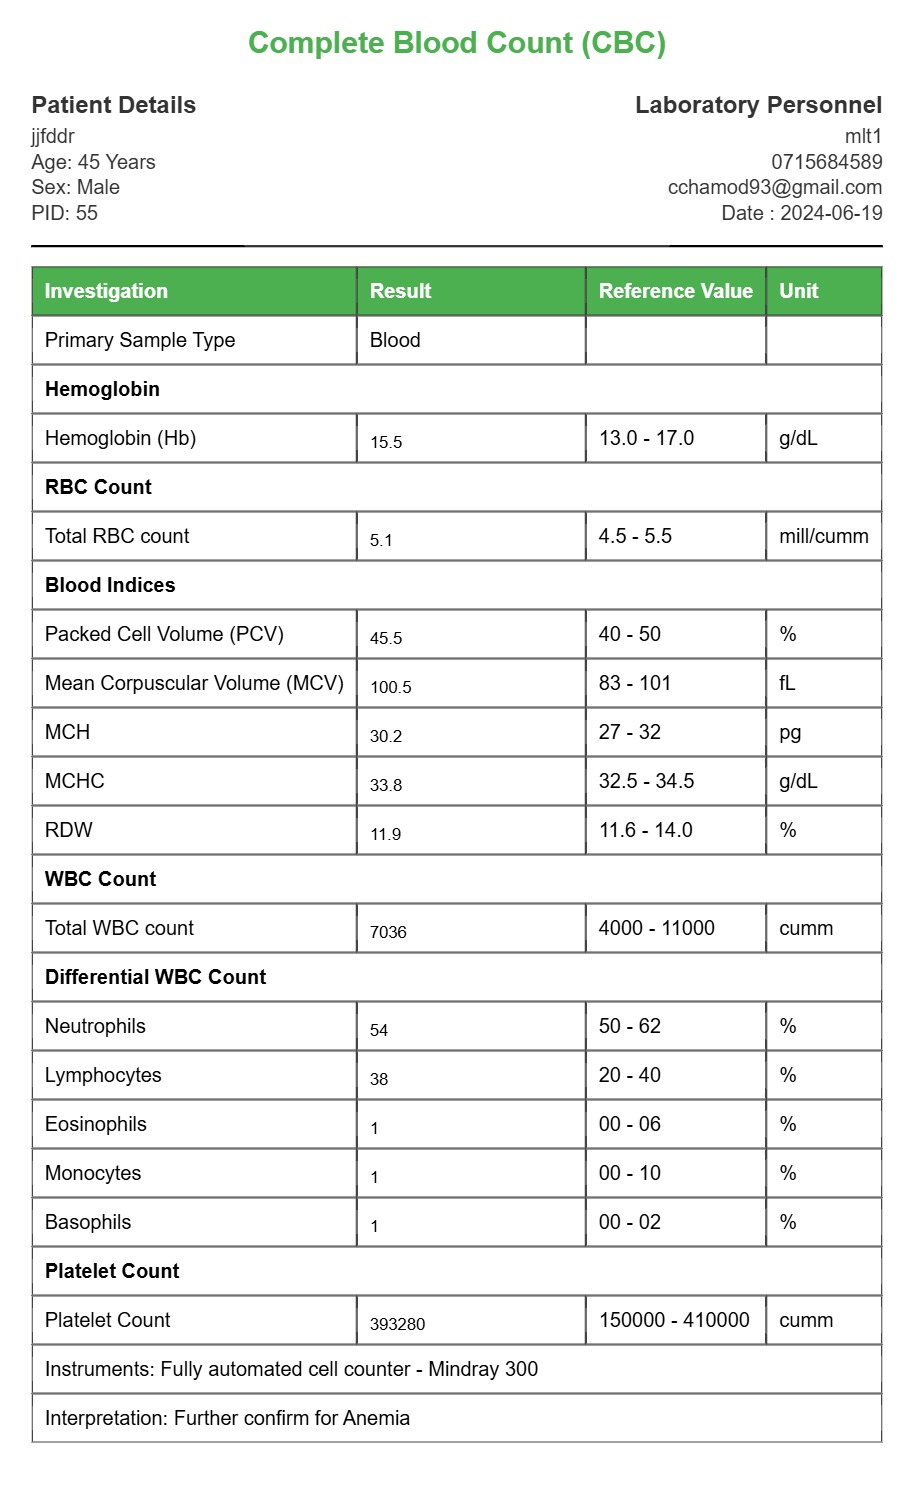 Complete Blood Count (CBC)
Patient Details
jjfddr
Age: 45 Years
Sex: Male
PID: 55
Laboratory Personnel
mlt1
0715684589
cchamod93@gmail.com
Date : 2024-06-19
Investigation Result Reference Value Unit
Primary Sample Type Blood
Hemoglobin
Hemoglobin (Hb) 15.5 13.0 - 17.0 g/dL
RBC Count
Total RBC count 5.1 4.5 - 5.5 mill/cumm
Blood Indices
Packed Cell Volume (PCV) 45.5 40 - 50 %
Mean Corpuscular Volume (MCV) 100.5 83 - 101 fL
MCH 30.2 27 - 32 pg
MCHC 33.8 32.5 - 34.5 g/dL
RDW 11.9 11.6 - 14.0 %
WBC Count
Total WBC count 7036 4000 - 11000 cumm
Differential WBC Count
Neutrophils 54 50 - 62 %
Lymphocytes 38 20 - 40 %
Eosinophils 1 00 - 06 %
Monocytes 1 00 - 10 %
Basophils 1 00 - 02 %
Platelet Count
Platelet Count 393280 150000 - 410000 cumm
Instruments: Fully automated cell counter - Mindray 300
Interpretation: Further confirm for Anemia